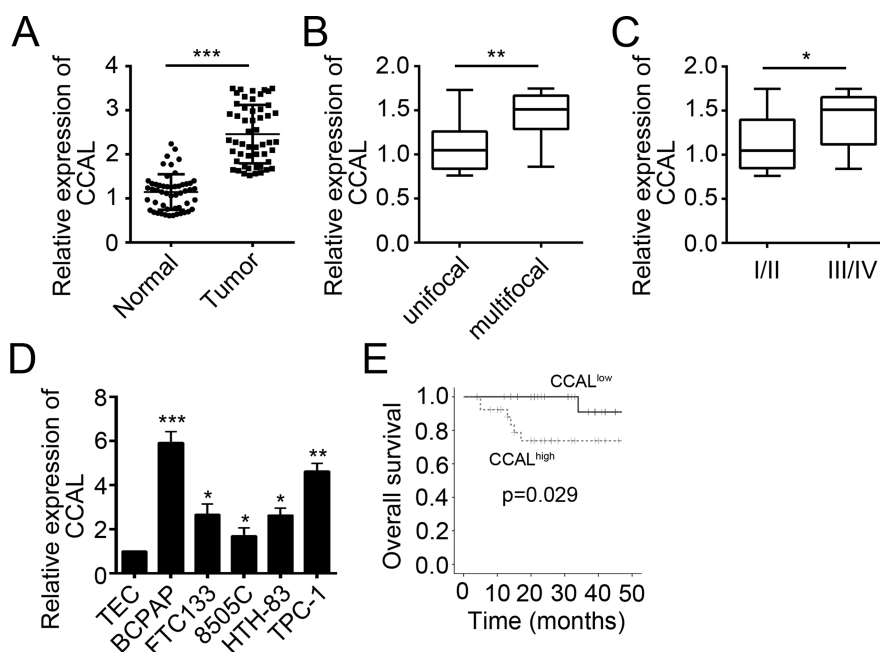 A
Relative expression of
CCAL
4
3
2
1
0
***
Normal
Tumor
B
Relative expression of
CCAL
2.0
1.5
1.0
0.5
0.0
**
unifocal
multifocal
C
Relative expression of
CCAL
2.0
1.5
1.0
0.5
0.0
*
I/II
III/IV
D
Relative expression of
CCAL
8
6
4
2
0
***
*
*
*
**
TEC
BCPAP
FTC133
8505C
HTH-83
TPC-1
E
Overall survival
1.0
0.8
0.6
0.4
0.2
0.0
CCALlow
CCALhigh
p=0.029
0 10 20 30 40 50
Time (months)